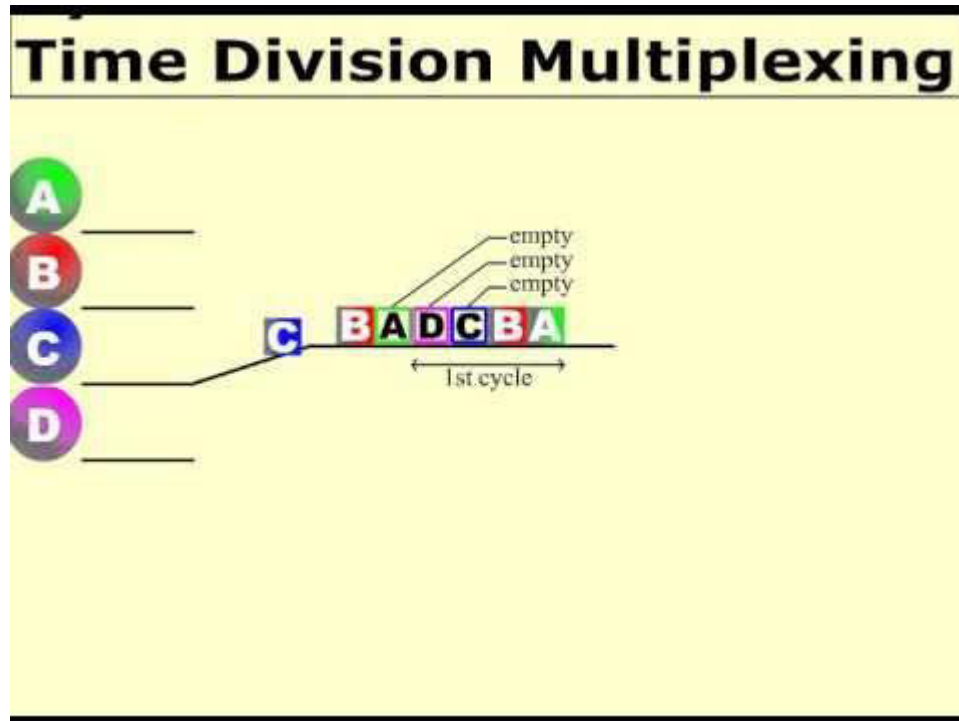 Time Division Multiplexing
A
B
C
D
empty
empty
empty
C B A D C B A
1st cycle